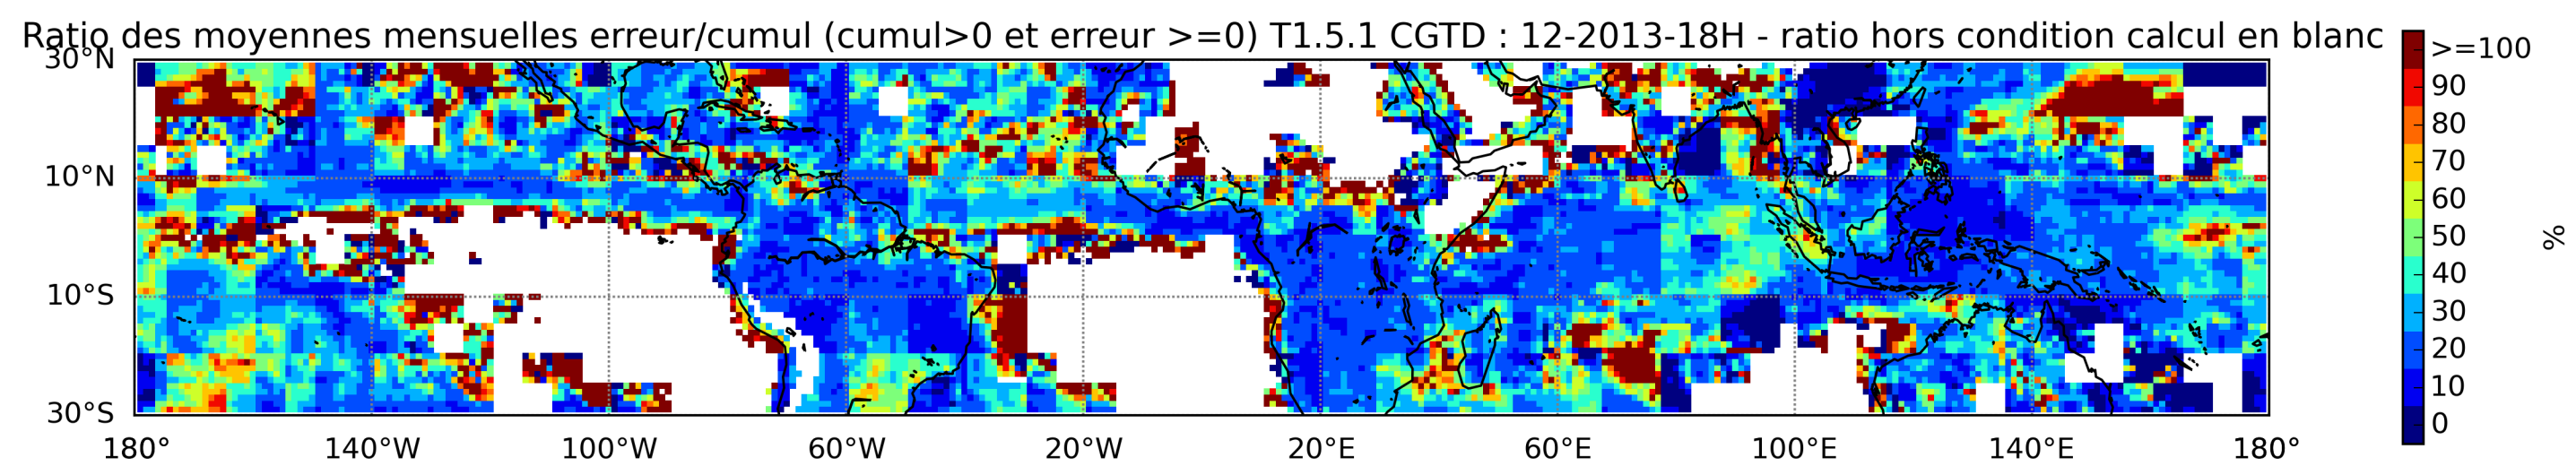 Ratio des moyennes mensuelles erreur/cumul (cumul>0 et erreur >=0) T1.5.1 CGTD : 12-2013-18H - ratio hors condition calcul en blanc
30°N
10°N
10°S
30°S
180° 140°W 100°W 60°W 20°W 20°E 60°E 100°E 140°E 180°
>=100
90
80
70
60
50
40
30
20
10
0
%